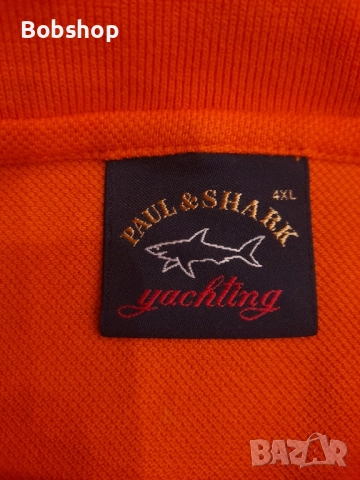 Bobshop
4XL
PAUL & SHARK
yachting
BAZAR